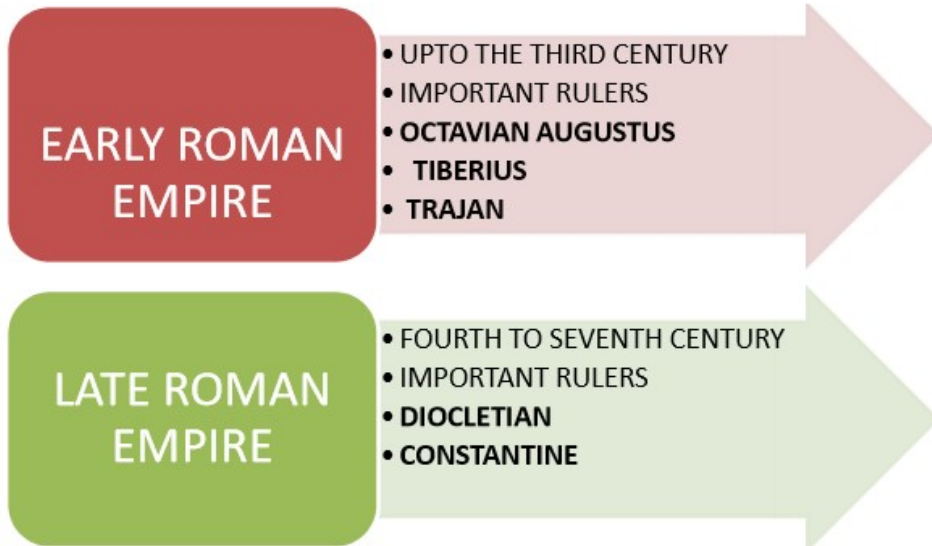 EARLY ROMAN
EMPIRE
• UPTO THE THIRD CENTURY
• IMPORTANT RULERS
• OCTAVIAN AUGUSTUS
• TIBERIUS
• TRAJAN
LATE ROMAN
EMPIRE
• FOURTH TO SEVENTH CENTURY
• IMPORTANT RULERS
• DIOCLETIAN
• CONSTANTINE